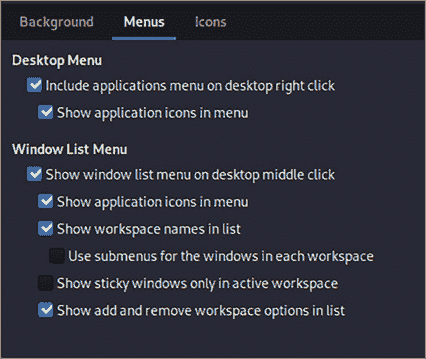 Background Menus Icons
Desktop Menu
Include applications menu on desktop right click
Show application icons in menu
Window List Menu
Show window list menu on desktop middle click
Show application icons in menu
Show workspace names in list
Use submenus for the windows in each workspace
Show sticky windows only in active workspace
Show add and remove workspace options in list